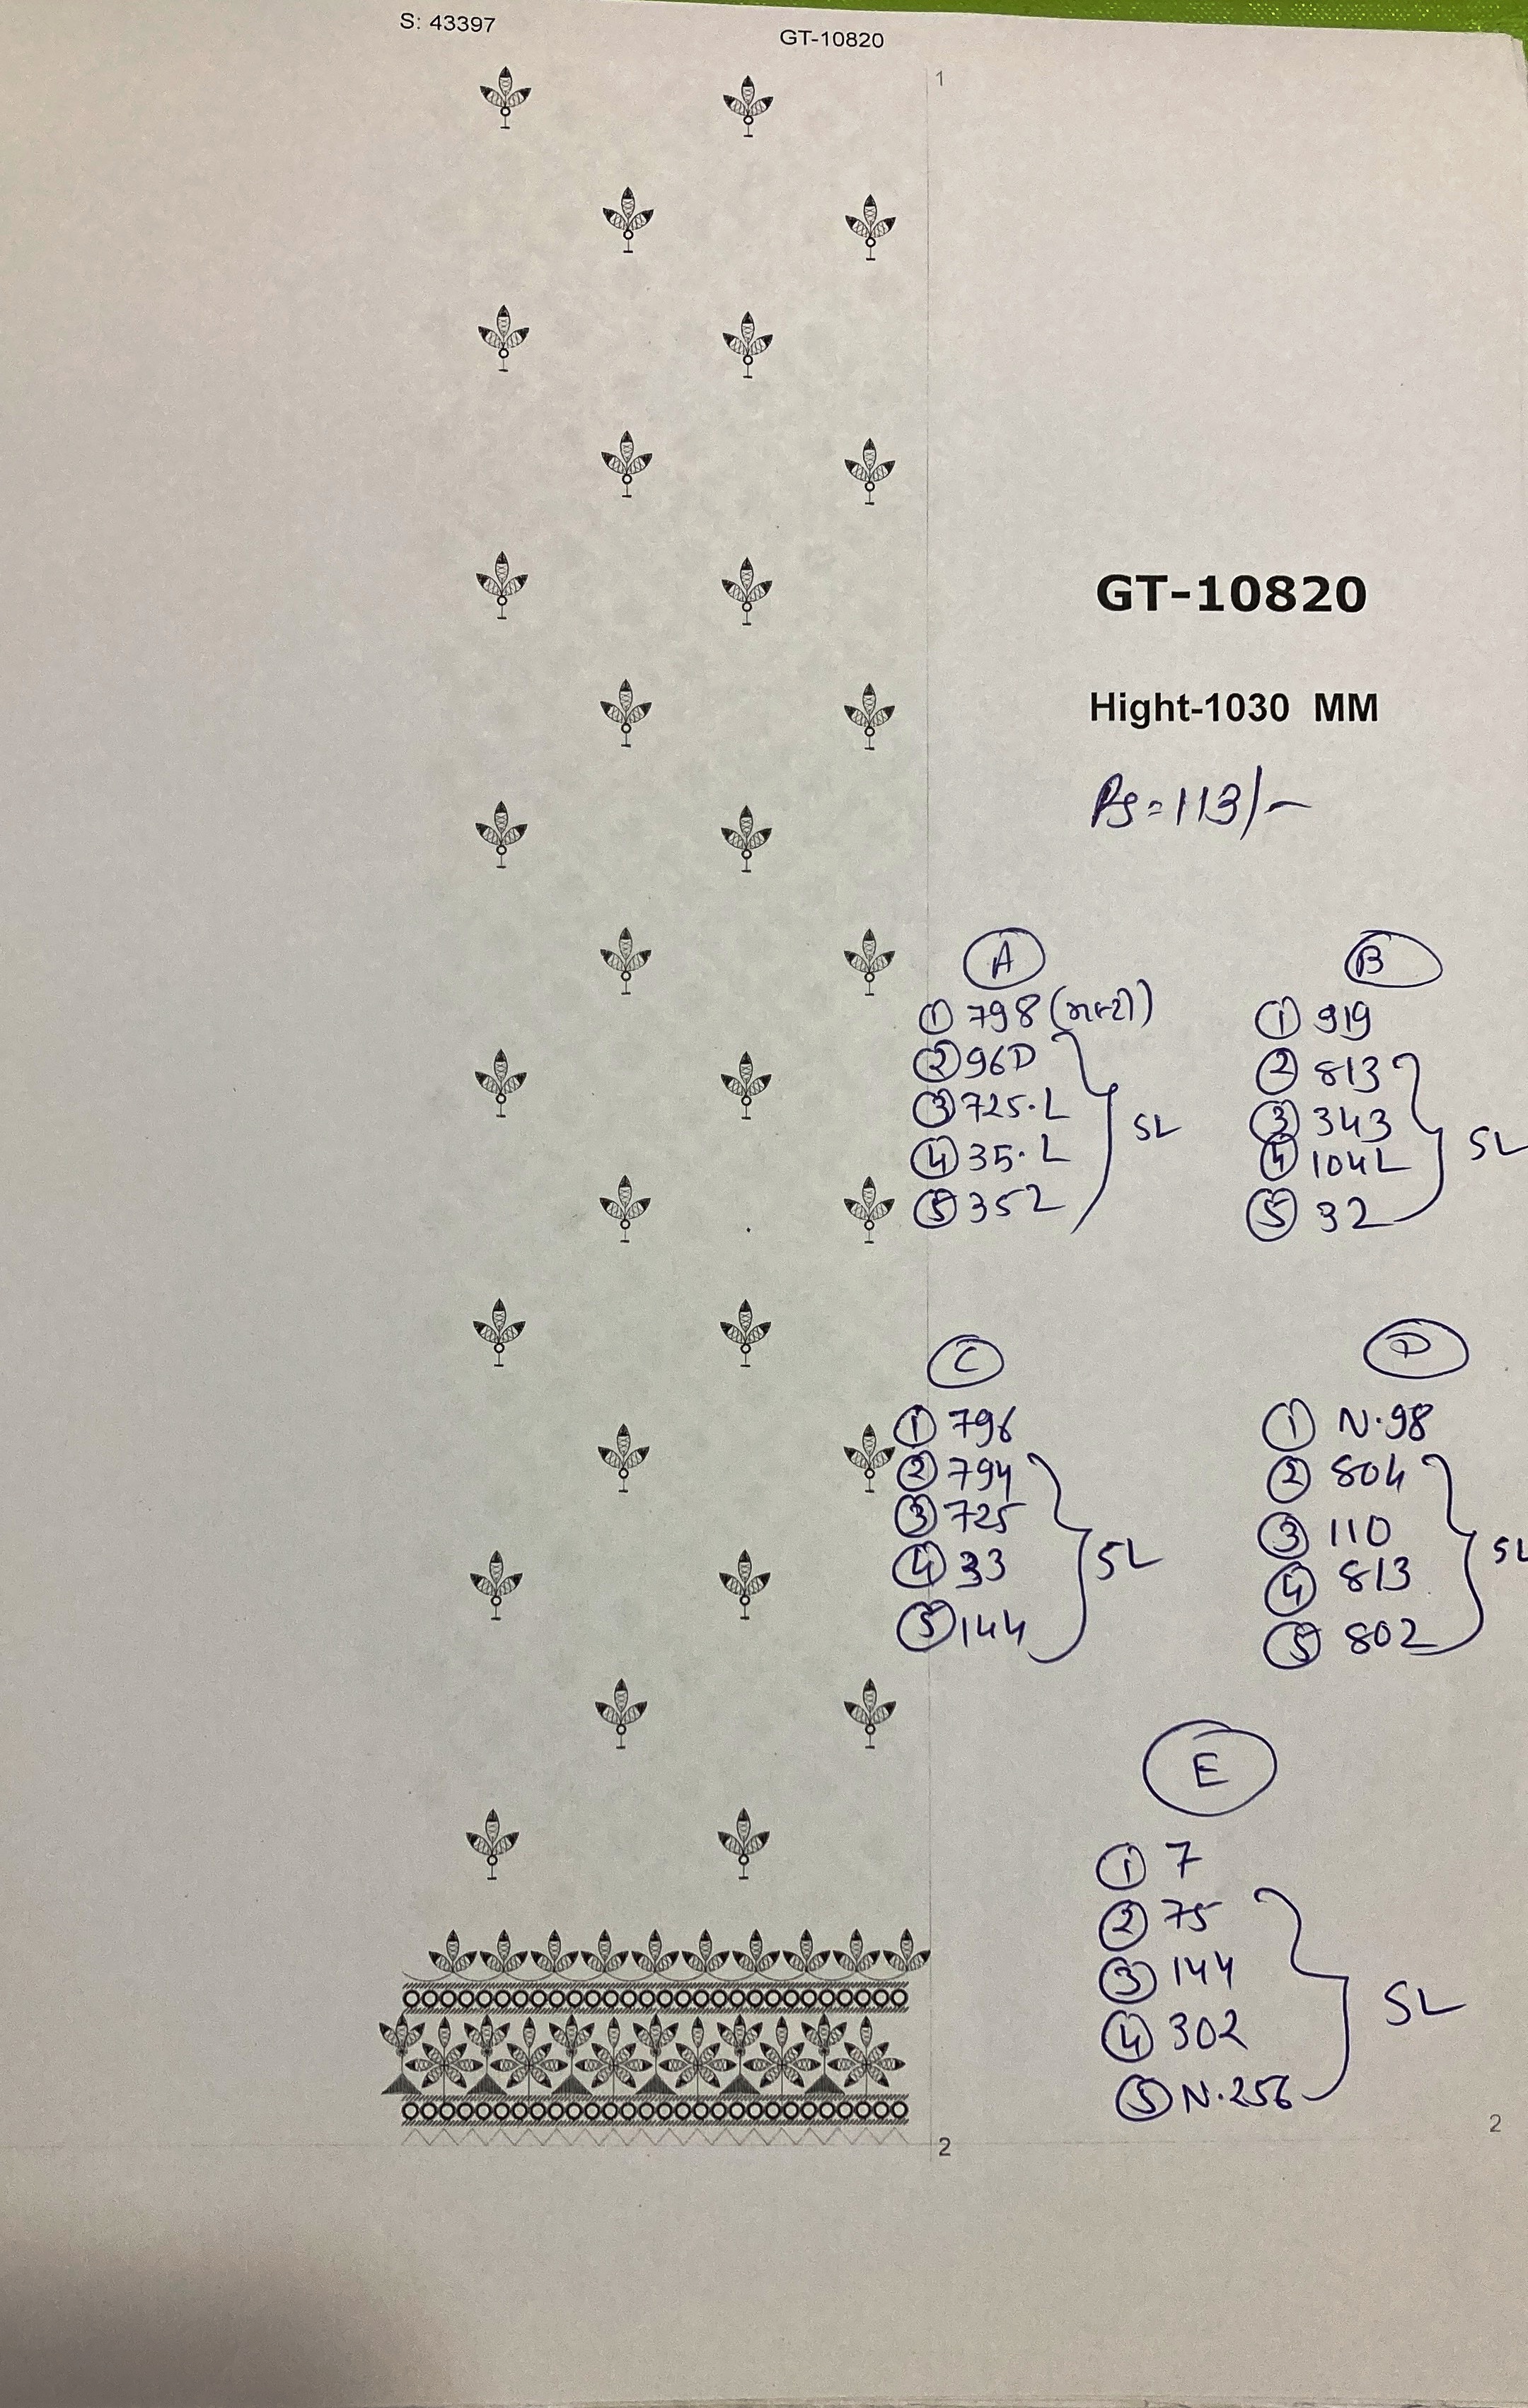 S: 43397
GT-10820
1
GT-10820
Hight-1030 MM
Rs=113/-
A
① 798
② 96D
③ 725·L
④ 35·L
⑤ 352
SL
B
① 919
② 813
③ 343
④ 104L
⑤ 32
SL
C
① 796
② 794
③ 725
④ 33
⑤ 144
SL
D
① N·98
② 804
③ 110
④ 813
⑤ 802
SL
E
① 7
② 75
③ 144
④ 302
⑤ N·256
SL
2
2